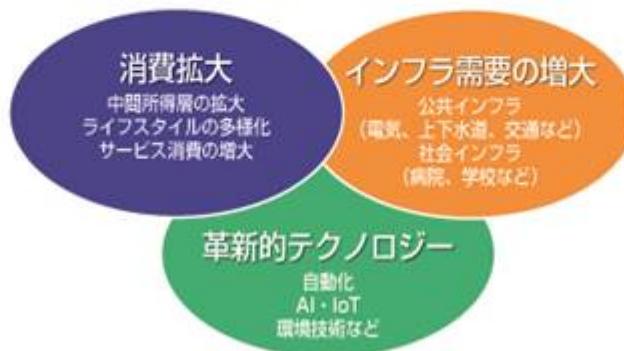 消費拡大
中間所得層の拡大
ライフスタイルの多様化
サービス消費の増大
インフラ需要の増大
公共インフラ
(電気、上下水道、交通など)
社会インフラ
(病院、学校など)
革新的テクノロジー
自動化
AI・IoT
環境技術など